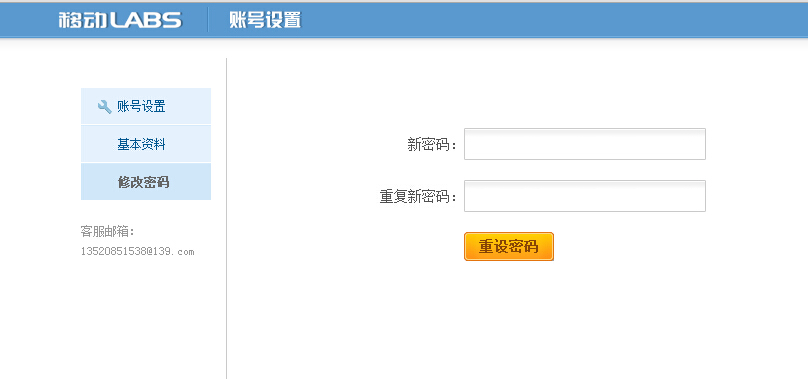 移动LABS 账号设置
账号设置
基本资料
修改密码
客服邮箱：
13520851538@139.com
新密码：
重复新密码：
重设密码